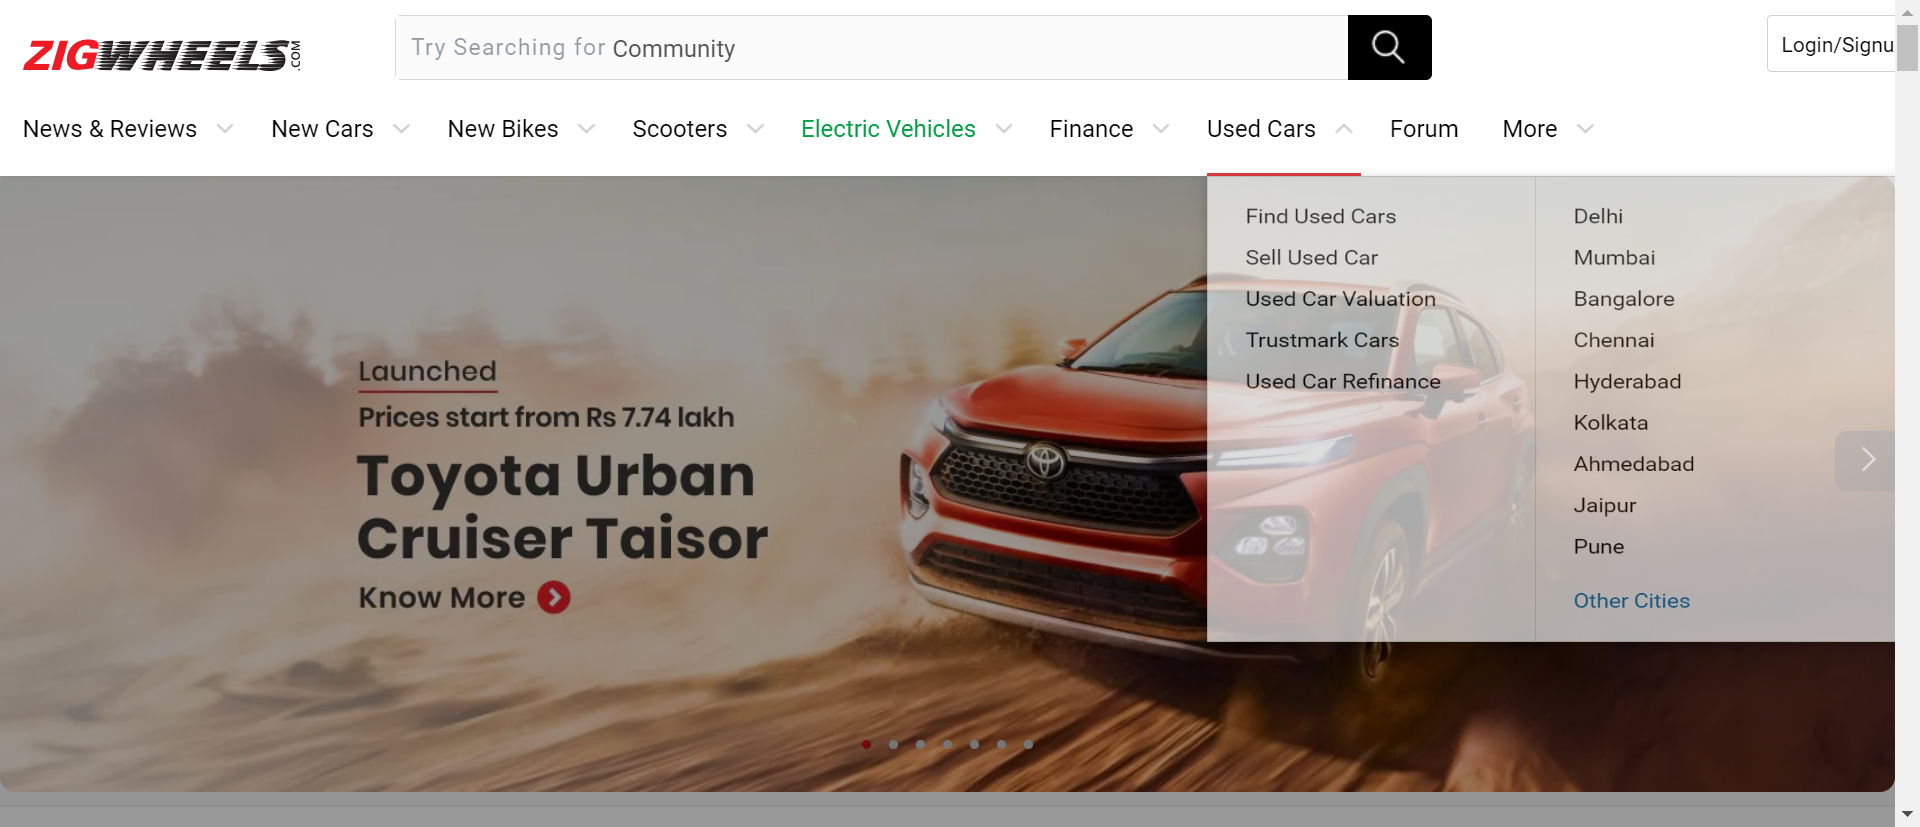 ZIGWHEELS.COM
Try Searching for Community
Login/Signu
News & Reviews
New Cars
New Bikes
Scooters
Electric Vehicles
Finance
Used Cars
Forum
More
Find Used Cars
Sell Used Car
Used Car Valuation
Trustmark Cars
Used Car Refinance
Delhi
Mumbai
Bangalore
Chennai
Hyderabad
Kolkata
Ahmedabad
Jaipur
Pune
Other Cities
Launched
Prices start from Rs 7.74 lakh
Toyota Urban
Cruiser Taisor
Know More